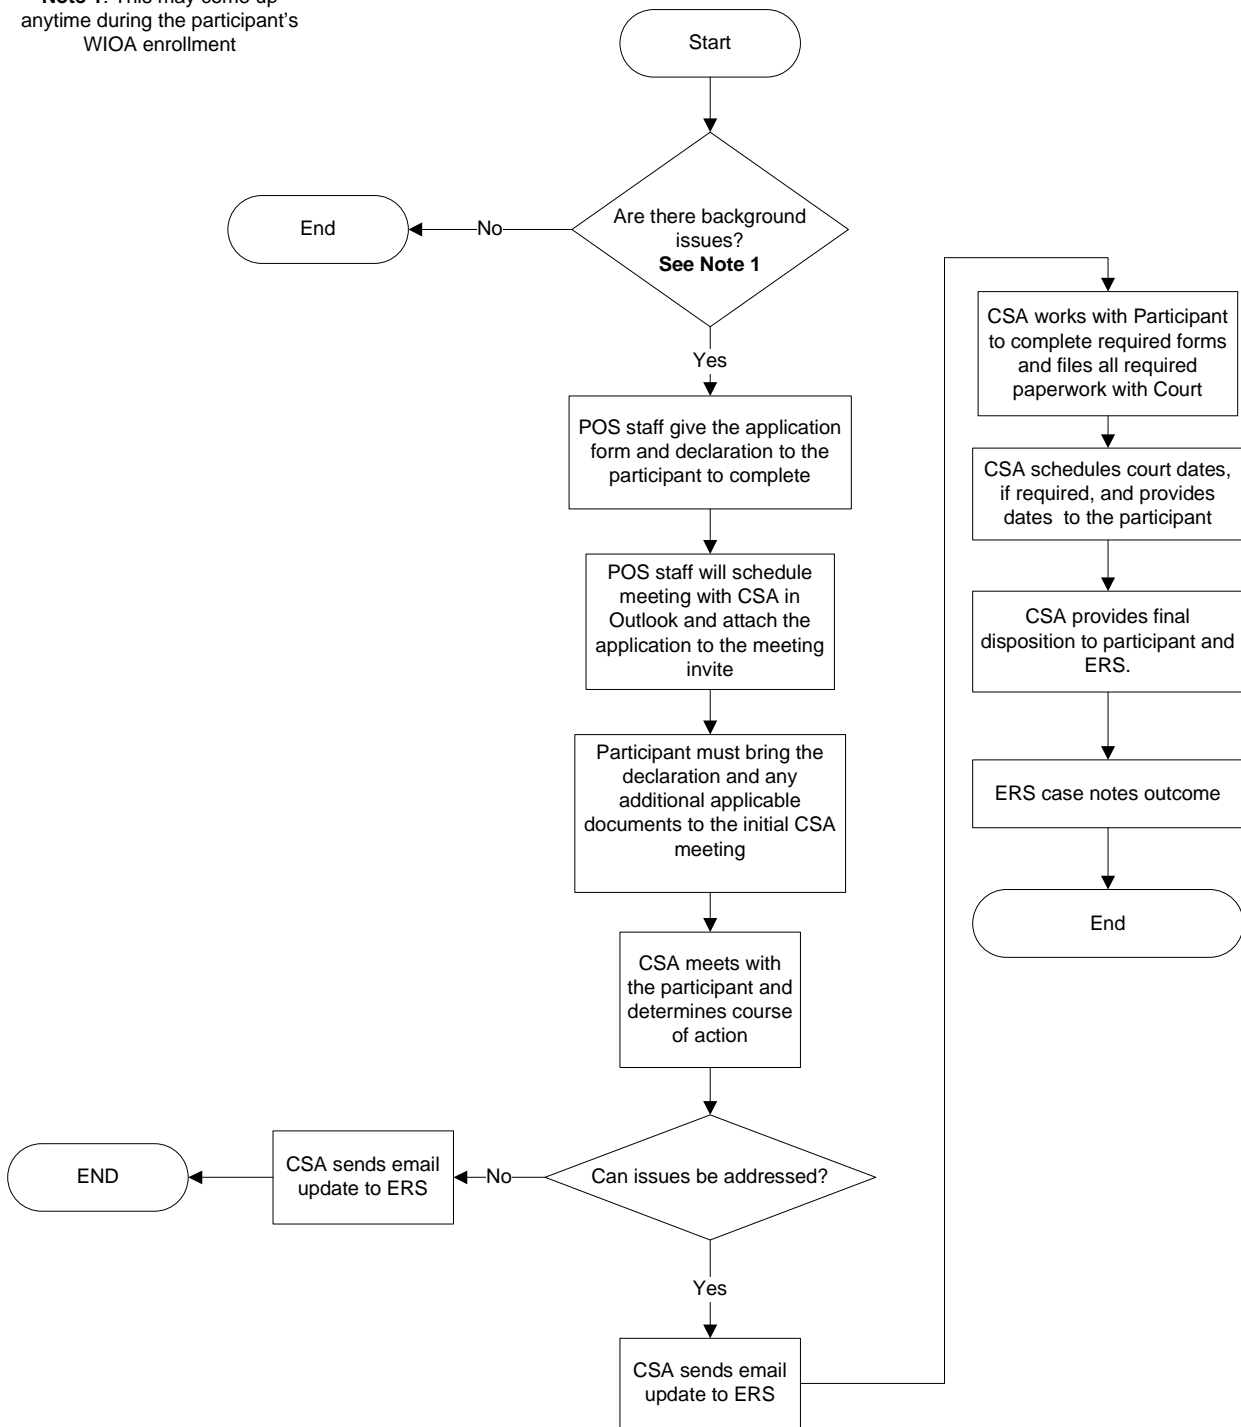 Note 1: This may come up
anytime during the participant's
WIOA enrollment
Start
Are there background
issues?
See Note 1
No
End
Yes
POS staff give the application
form and declaration to the
participant to complete
POS staff will schedule
meeting with CSA in
Outlook and attach the
application to the meeting
invite
Participant must bring the
declaration and any
additional applicable
documents to the initial CSA
meeting
CSA meets with
the participant and
determines course
of action
Can issues be addressed?
No
CSA sends email
update to ERS
END
Yes
CSA sends email
update to ERS
CSA works with Participant
to complete required forms
and files all required
paperwork with Court
CSA schedules court dates,
if required, and provides
dates to the participant
CSA provides final
disposition to participant and
ERS.
ERS case notes outcome
End